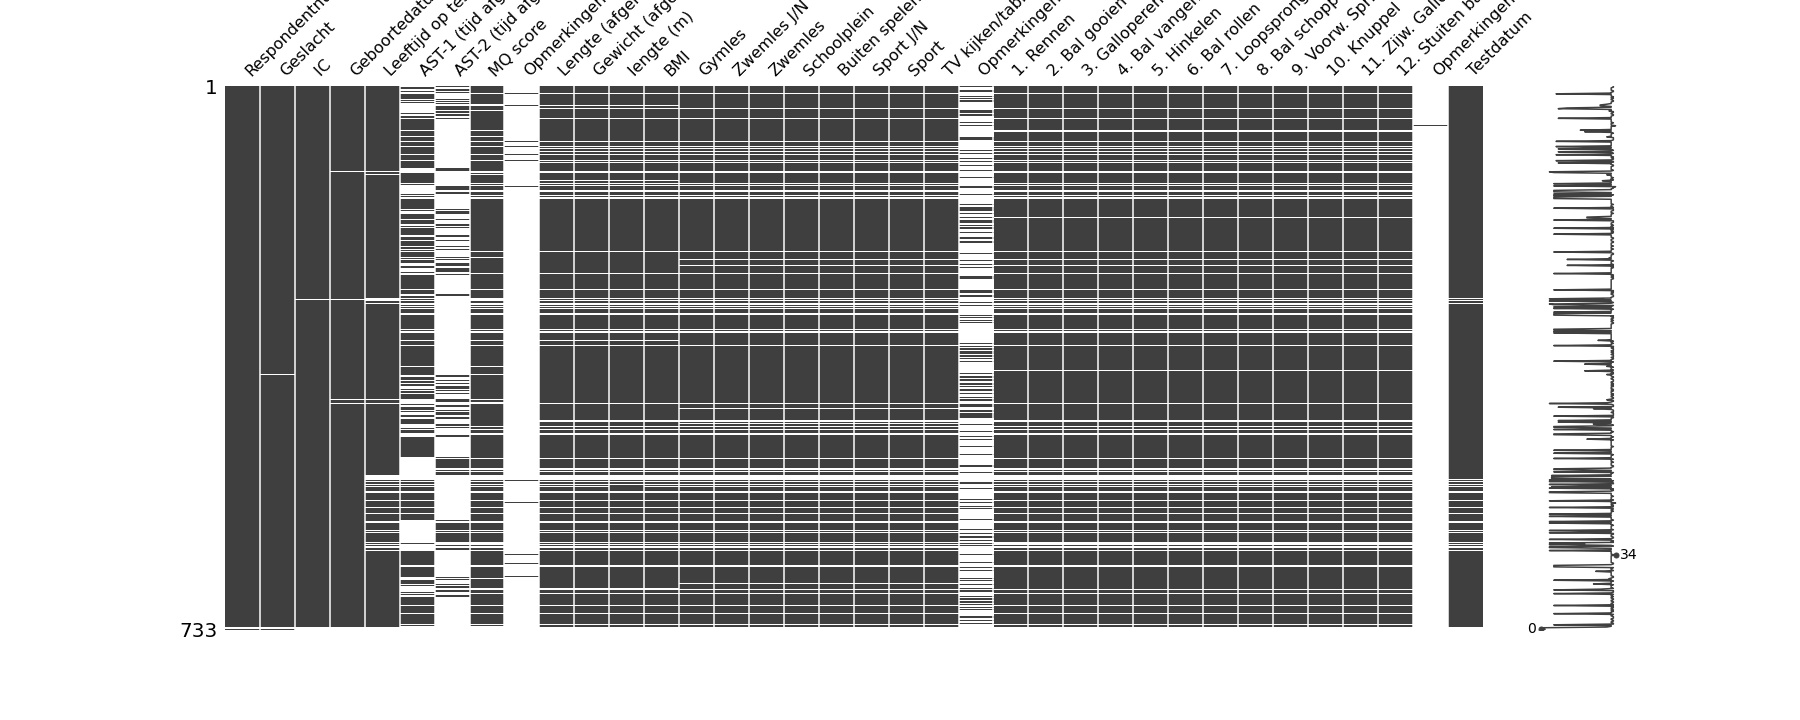 Respondentnr
Geslacht
IC
Geboortedatu
Leeftijd op te
AST-1 (tijd afg
AST-2 (tijd afg
MQ score
Opmerkingen
Lengte (afger
Gewicht (afge
lengte (m)
BMI
Gymles
Zwemles J/N
Zwemles
Schoolplein
Buiten spelen
Sport J/N
Sport
TV kijken/tabl
Opmerkingen
1. Rennen
2. Bal gooien
3. Galloperen
4. Bal vangen
5. Hinkelen
6. Bal rollen
7. Loopsprong
8. Bal schopp
9. Voorw. Spr
10. Knuppel
11. Zijw. Gall
12. Stuiten ba
Opmerkingen
Testdatum
1
733
34
0